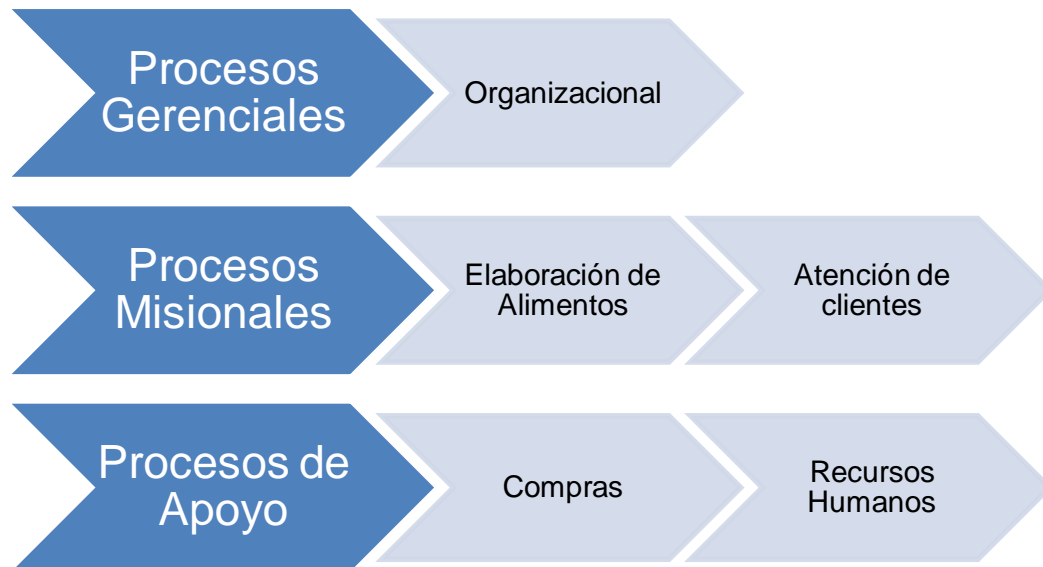 Procesos
Gerenciales
Organizacional
Procesos
Misionales
Elaboración de
Alimentos
Atención de
clientes
Procesos de
Apoyo
Compras
Recursos
Humanos